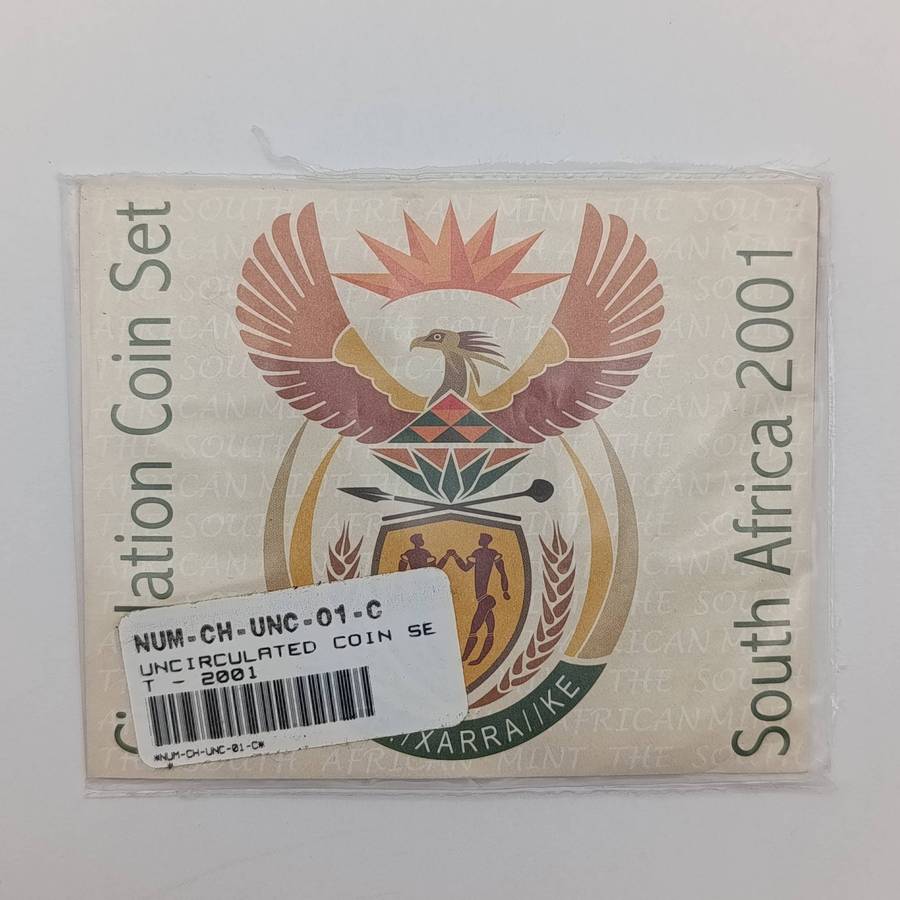 lation Coin Set
South Africa 2001
THE SOUTH AFRICAN MINT
NUM-CH-UNC-01-C
UNCIRCULATED COIN SE
T - 2001
*NUM-CH-UNC-01-C*
/XARRA//KE